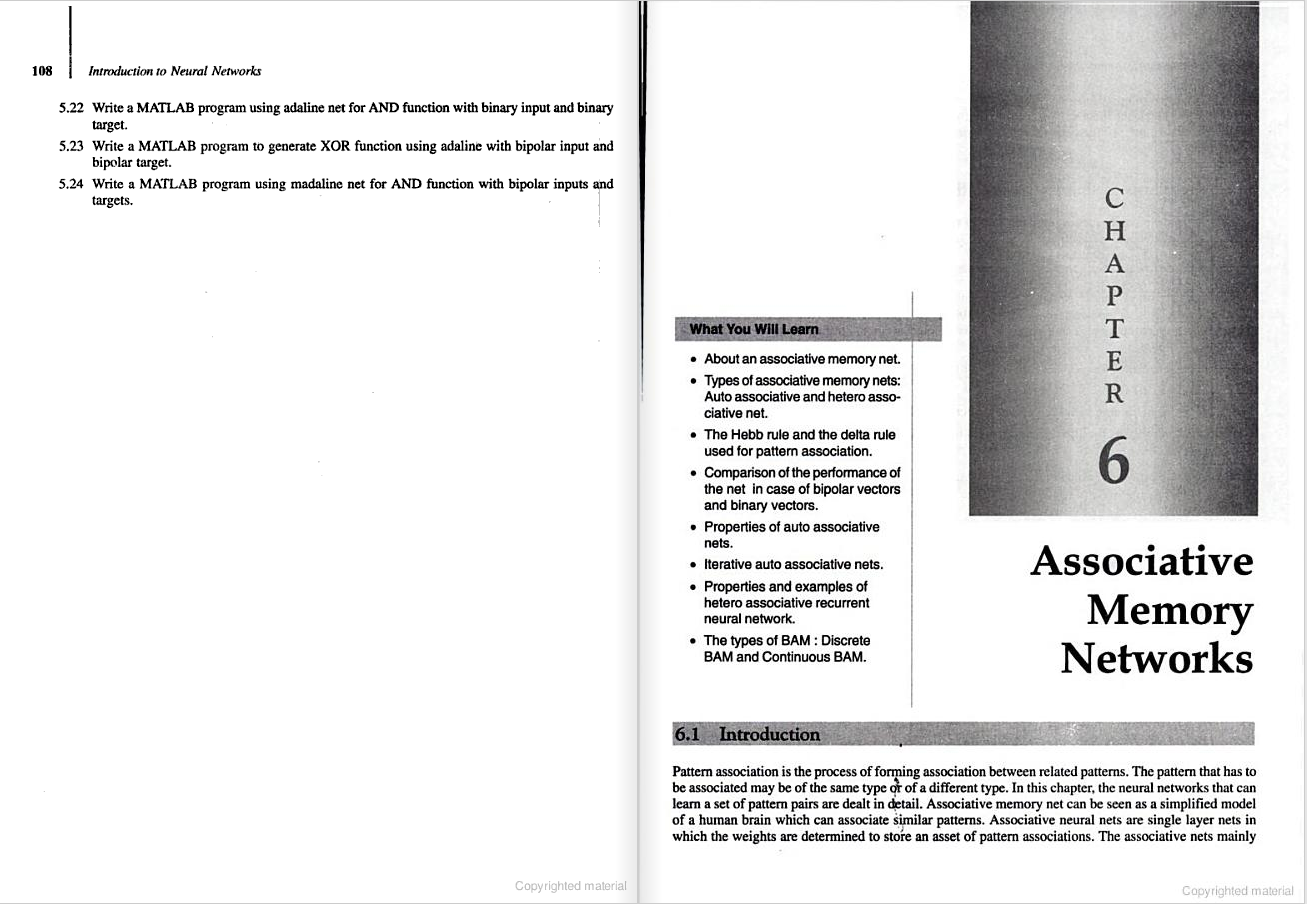 108 Introduction to Neural Networks
5.22 Write a MATLAB program using adaline net for AND function with binary input and binary
target.
5.23 Write a MATLAB program to generate XOR function using adaline with bipolar input and
bipolar target.
5.24 Write a MATLAB program using madaline net for AND function with bipolar inputs and
targets.
Copyrighted material
C
H
A
P
T
E
R
6
Associative
Memory
Networks
What You Will Learn
• About an associative memory net.
• Types of associative memory nets:
Auto associative and hetero asso-
ciative net.
• The Hebb rule and the delta rule
used for pattern association.
• Comparison of the performance of
the net in case of bipolar vectors
and binary vectors.
• Properties of auto associative
nets.
• Iterative auto associative nets.
• Properties and examples of
hetero associative recurrent
neural network.
• The types of BAM : Discrete
BAM and Continuous BAM.
6.1 Introduction
Pattern association is the process of forming association between related patterns. The pattern that has to
be associated may be of the same type or of a different type. In this chapter, the neural networks that can
learn a set of pattern pairs are dealt in detail. Associative memory net can be seen as a simplified model
of a human brain which can associate similar patterns. Associative neural nets are single layer nets in
which the weights are determined to store an asset of pattern associations. The associative nets mainly
Copyrighted material